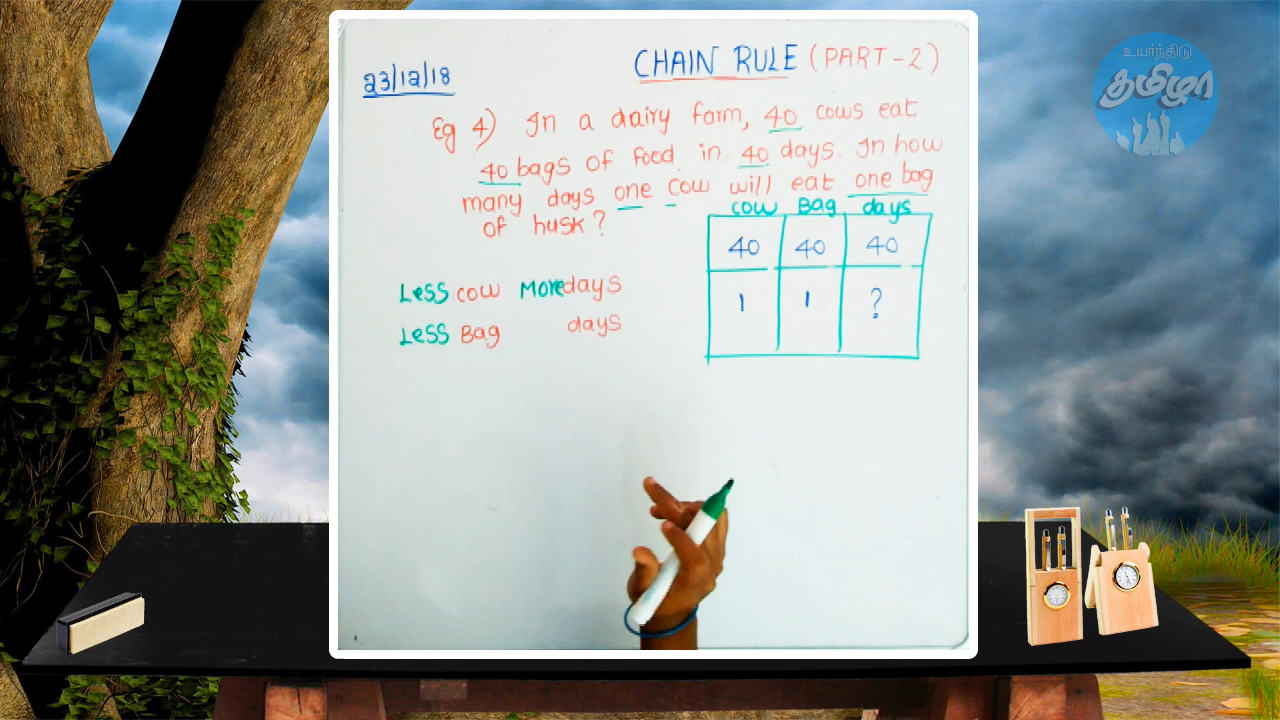 உயர்ந்திடு
தமிழா
CHAIN RULE (PART-2)
23/12/18
Eg 4) In a dairy farm, 40 cows eat
40 bags of food in 40 days. In how
many days one cow will eat one bag
of husk?
cow Bag days
40 40 40
1 1 ?
Less cow More days
Less Bag days